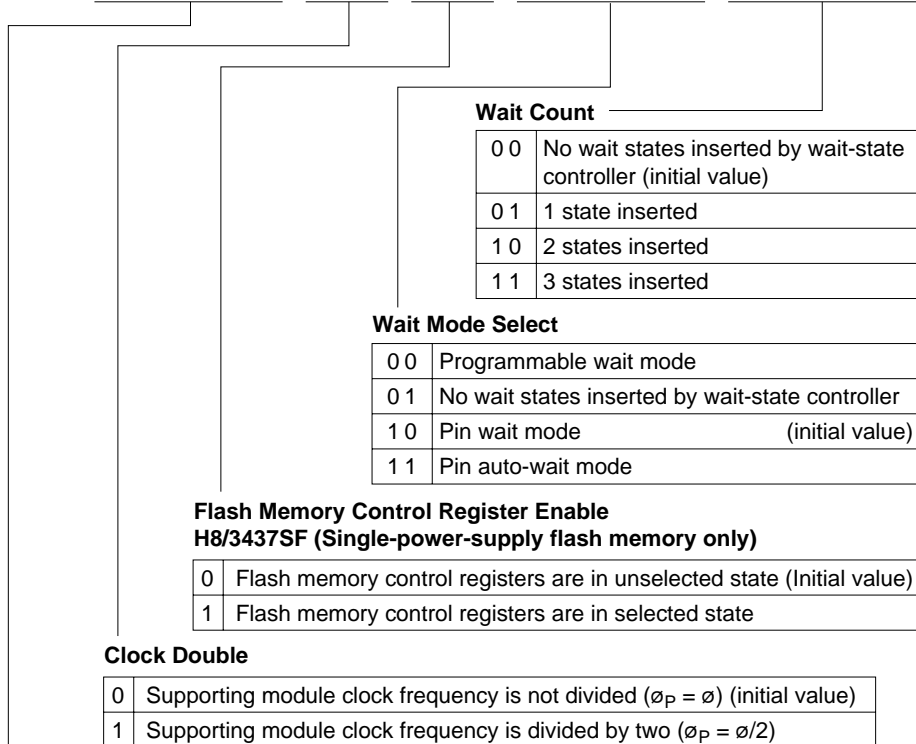 Wait Count
0 0 No wait states inserted by wait-state
controller (initial value)
0 1 1 state inserted
1 0 2 states inserted
1 1 3 states inserted
Wait Mode Select
0 0 Programmable wait mode
0 1 No wait states inserted by wait-state controller
1 0 Pin wait mode (initial value)
1 1 Pin auto-wait mode
Flash Memory Control Register Enable
H8/3437SF (Single-power-supply flash memory only)
0 Flash memory control registers are in unselected state (Initial value)
1 Flash memory control registers are in selected state
Clock Double
0 Supporting module clock frequency is not divided (øP = ø) (initial value)
1 Supporting module clock frequency is divided by two (øP = ø/2)